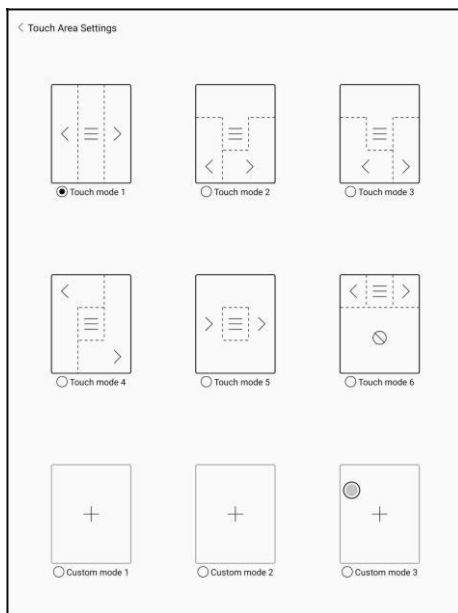 Touch Area Settings
Touch mode 1
Touch mode 2
Touch mode 3
Touch mode 4
Touch mode 5
Touch mode 6
Custom mode 1
Custom mode 2
Custom mode 3